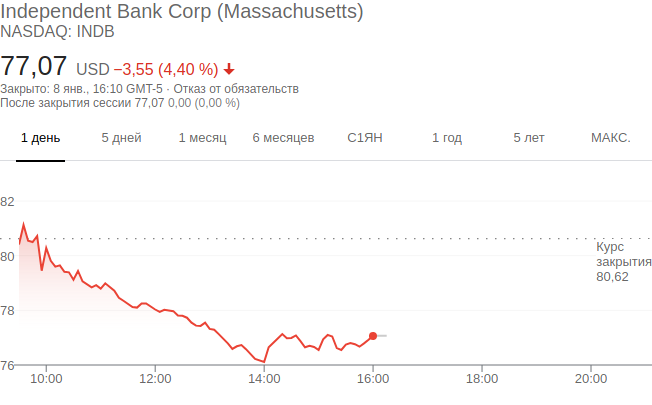 Independent Bank Corp (Massachusetts)
NASDAQ: INDB
77,07 USD −3,55 (4,40 %)
Закрыто: 8 янв., 16:10 GMT-5 · Отказ от обязательств
После закрытия сессии 77,07 0,00 (0,00 %)
1 день 5 дней 1 месяц 6 месяцев С1ЯН 1 год 5 лет МАКС.
82
80
78
76
Курс
закрытия
80,62
10:00 12:00 14:00 16:00 18:00 20:00